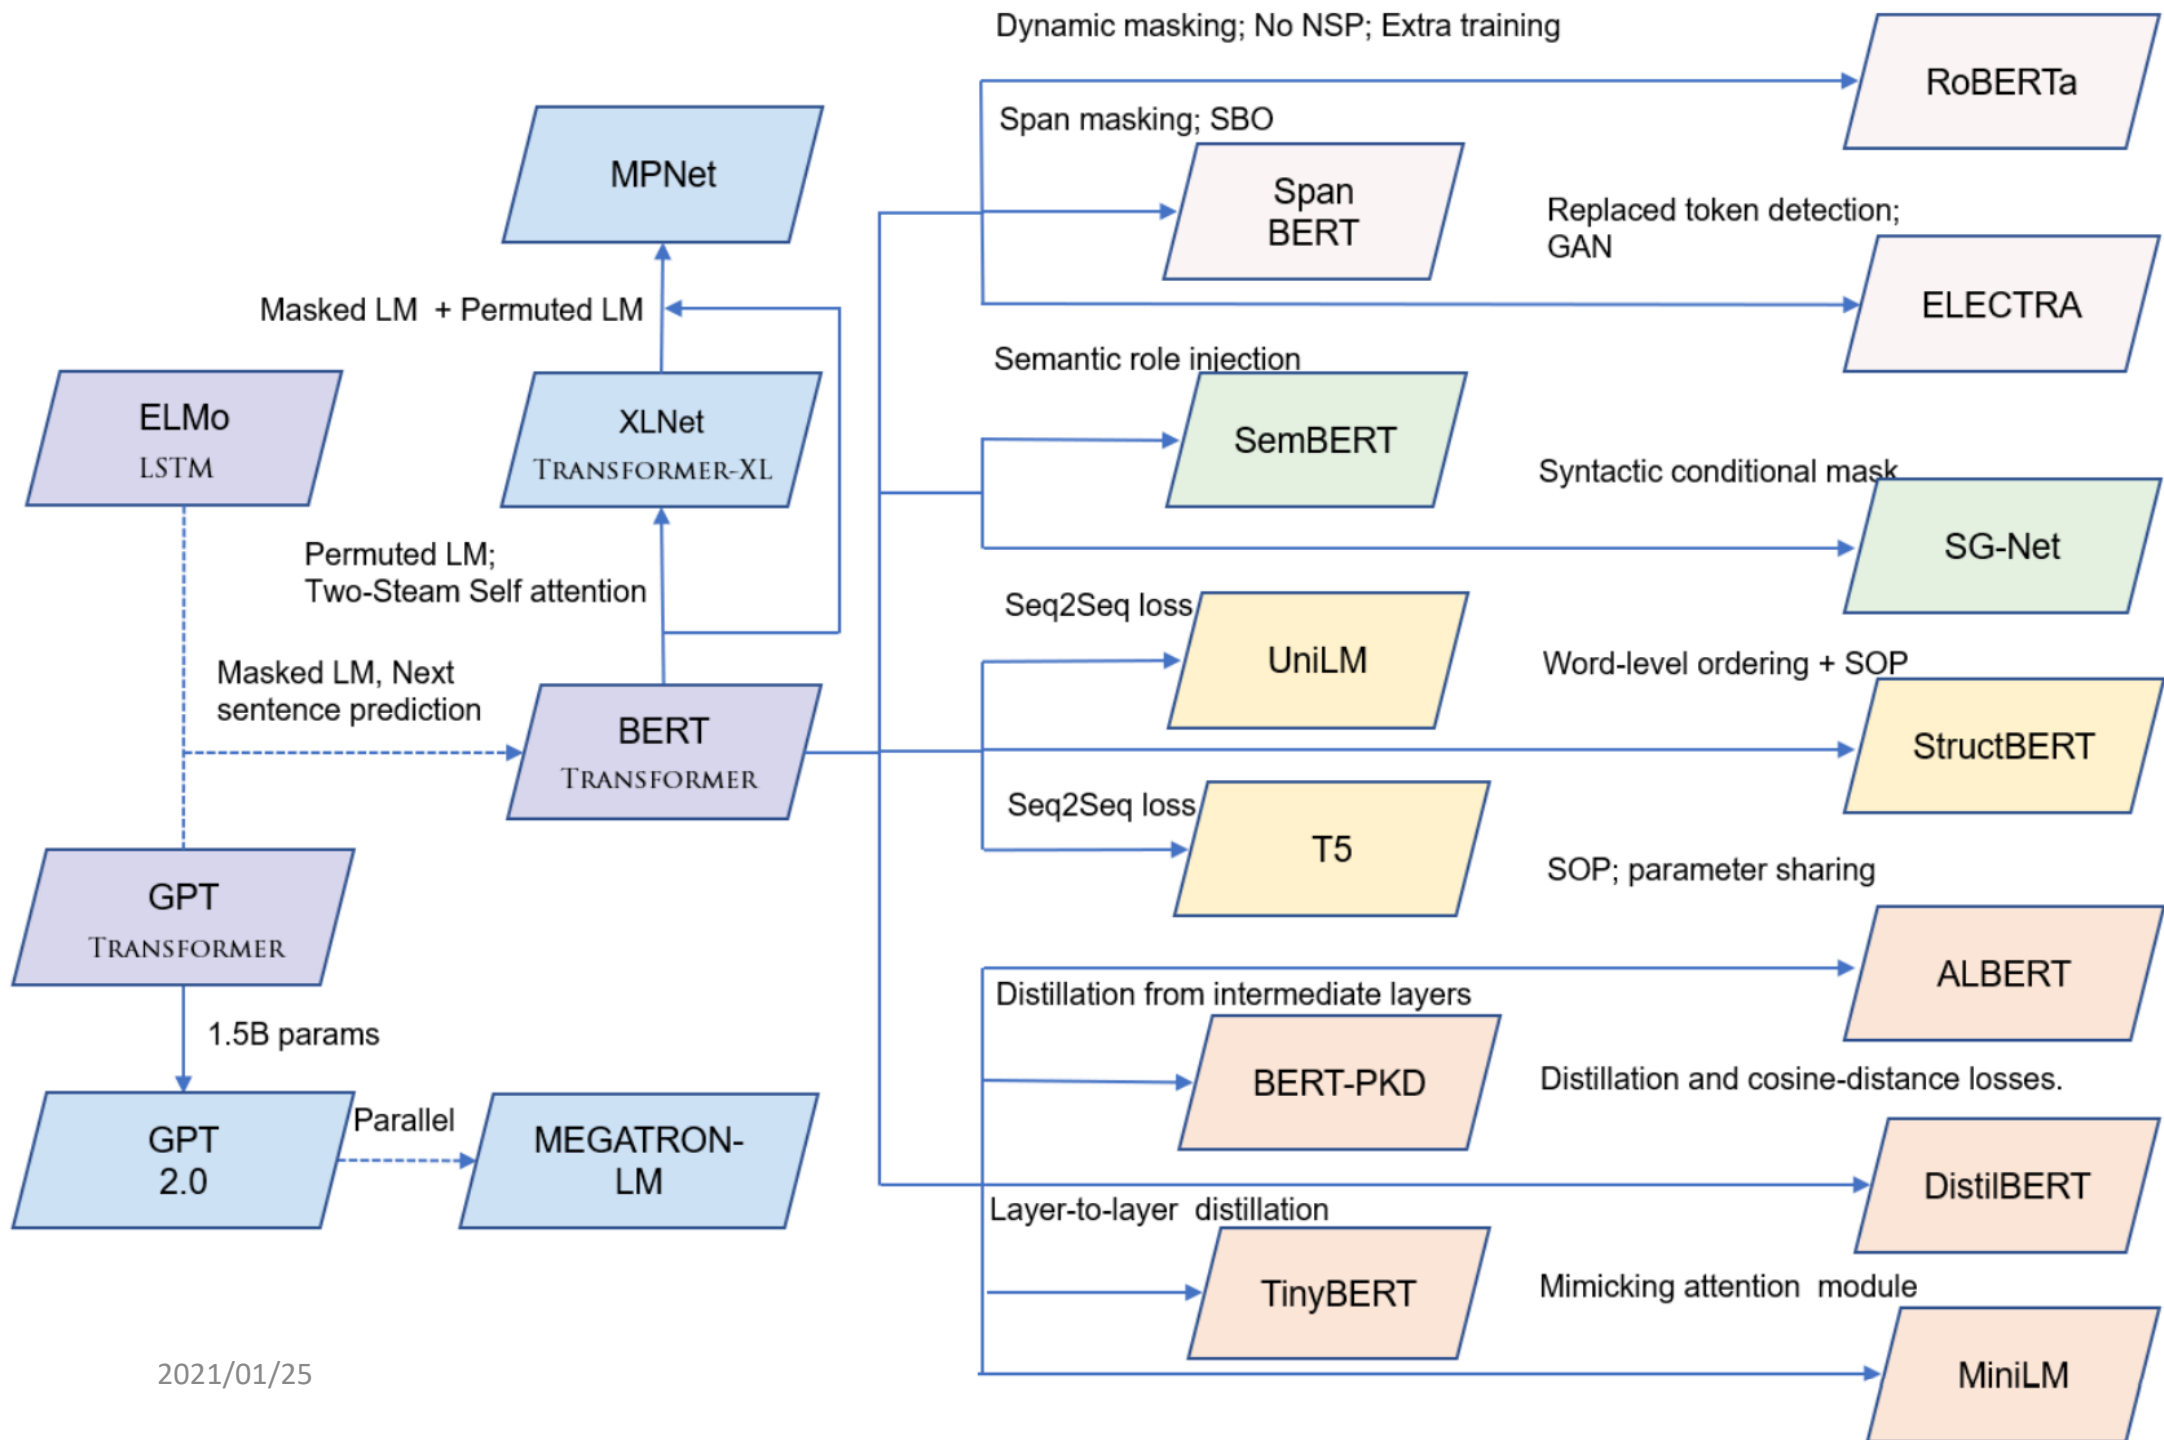 Dynamic masking; No NSP; Extra training
RoBERTa
Span masking; SBO
MPNet
Span
BERT
Replaced token detection;
GAN
ELECTRA
Masked LM + Permuted LM
Semantic role injection
ELMo
LSTM
XLNet
TRANSFORMER-XL
SemBERT
Syntactic conditional mask
SG-Net
Permuted LM;
Two-Steam Self attention
Seq2Seq loss
UniLM
Word-level ordering + SOP
Masked LM, Next
sentence prediction
BERT
TRANSFORMER
StructBERT
Seq2Seq loss
T5
SOP; parameter sharing
GPT
TRANSFORMER
ALBERT
Distillation from intermediate layers
1.5B params
BERT-PKD
Distillation and cosine-distance losses.
GPT
2.0
Parallel
MEGATRON-
LM
DistilBERT
Layer-to-layer distillation
TinyBERT
Mimicking attention module
MiniLM
2021/01/25